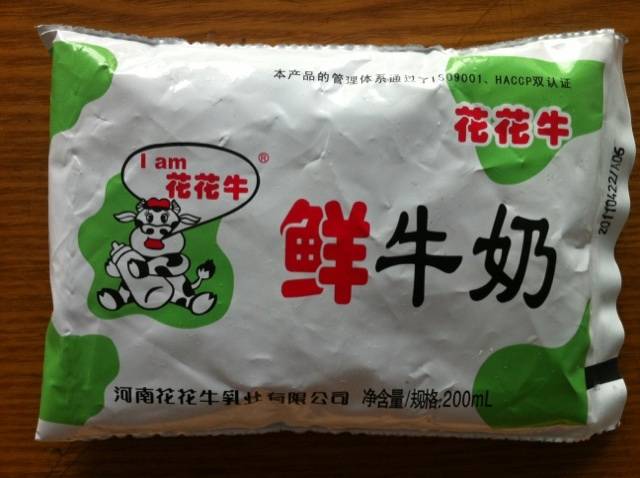 本产品的管理体系通过了ISO9001、HACCP双认证
花花牛
I am
花花牛
®
鲜牛奶
20110422/A06
河南花花牛乳业有限公司 净含量/规格:200mL